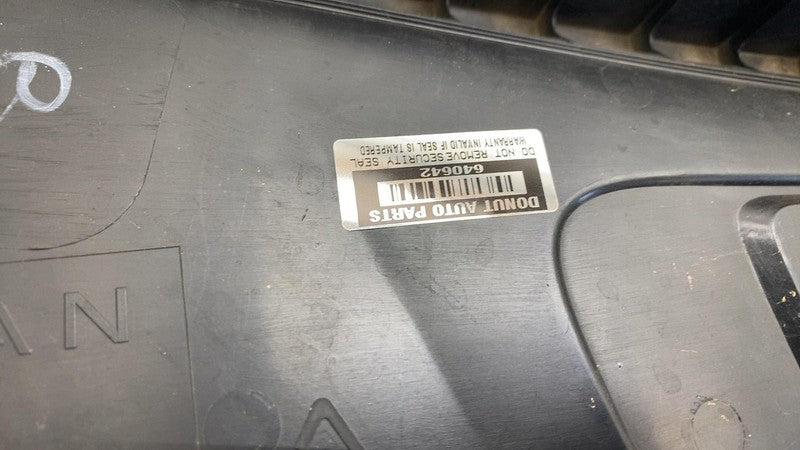 DONUT AUTO PARTS
640642
DO NOT REMOVE SECURITY SEAL
WARRANTY INVALID IF SEAL IS TAMPERED